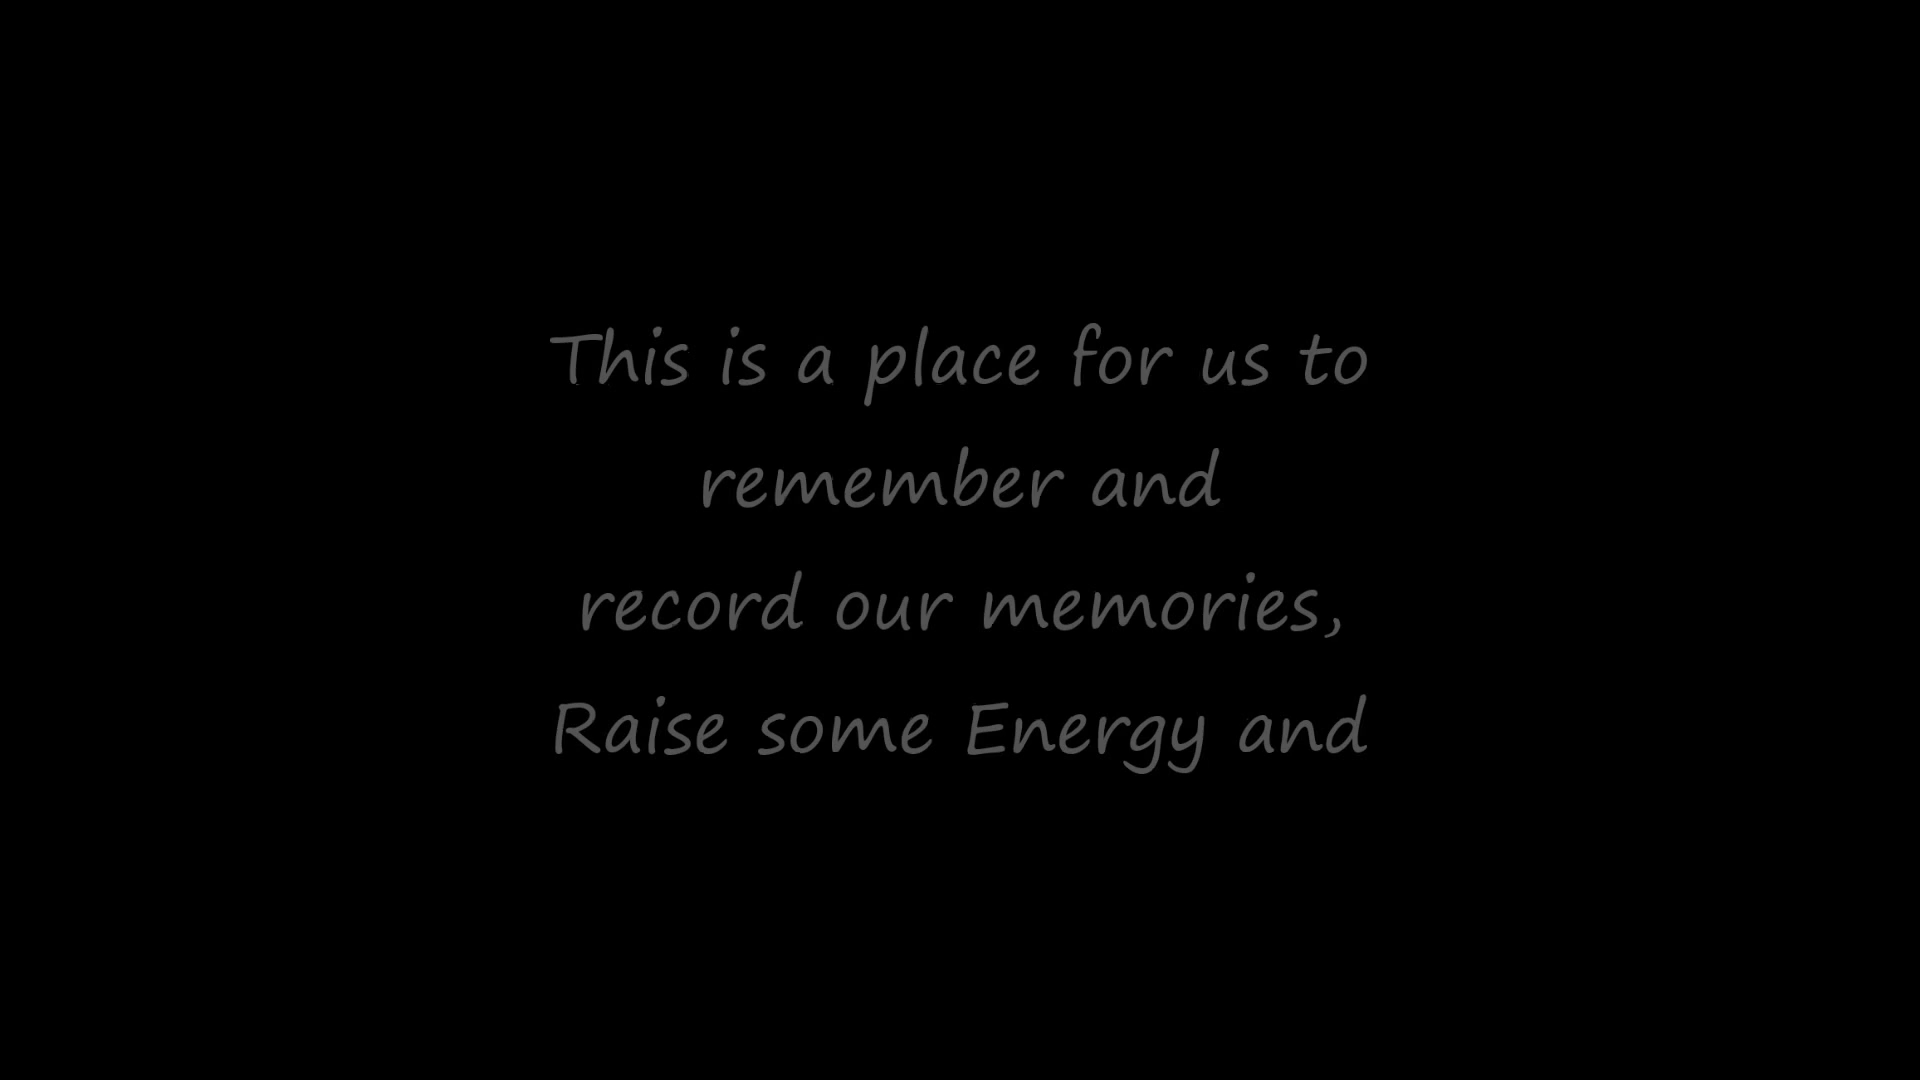 This is a place for us to
remember and
record our memories,
Raise some Energy and